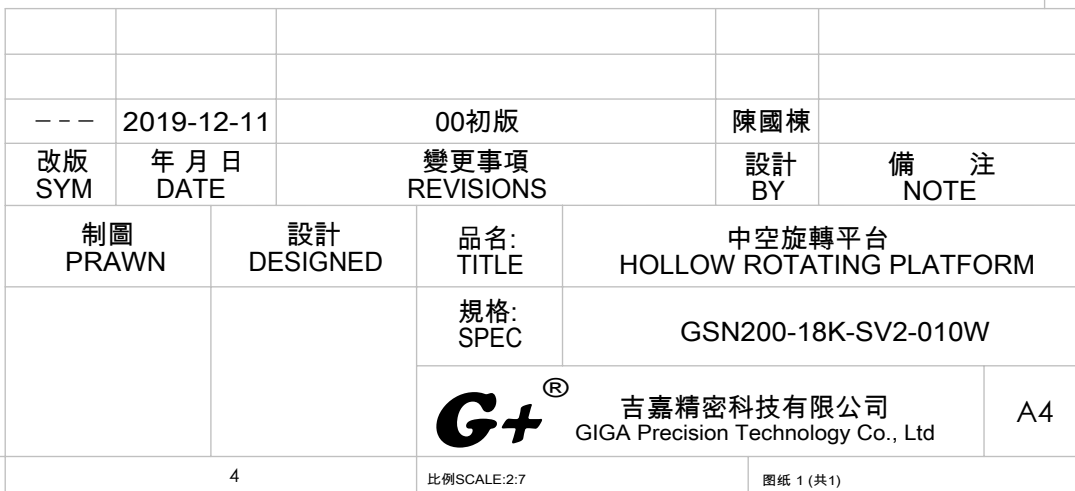 --- 2019-12-11 00初版 陳國棟
改版 年 月 日 變更事項 設計 備 注
SYM DATE REVISIONS BY NOTE
制圖 設計 品名: 中空旋轉平台
PRAWN DESIGNED TITLE HOLLOW ROTATING PLATFORM
規格:
SPEC GSN200-18K-SV2-010W
G+® 吉嘉精密科技有限公司 A4
GIGA Precision Technology Co., Ltd
4 比例SCALE:2:7 图纸 1 (共1)